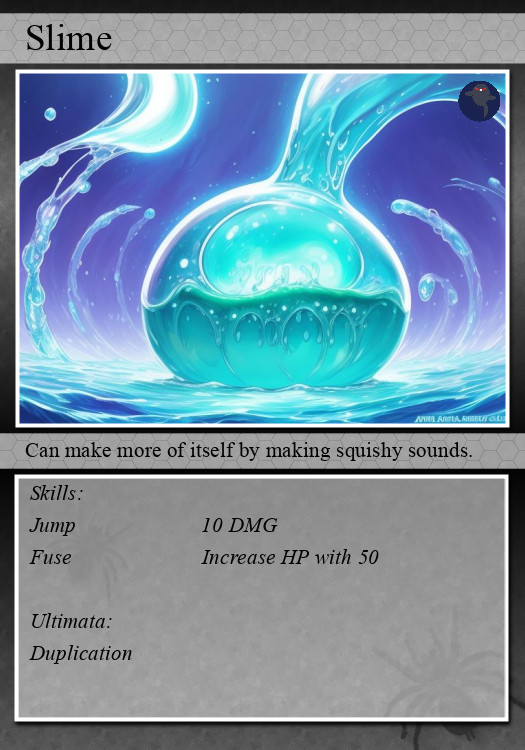 Slime
Can make more of itself by making squishy sounds.
Skills:
Jump 10 DMG
Fuse Increase HP with 50
Ultimata:
Duplication